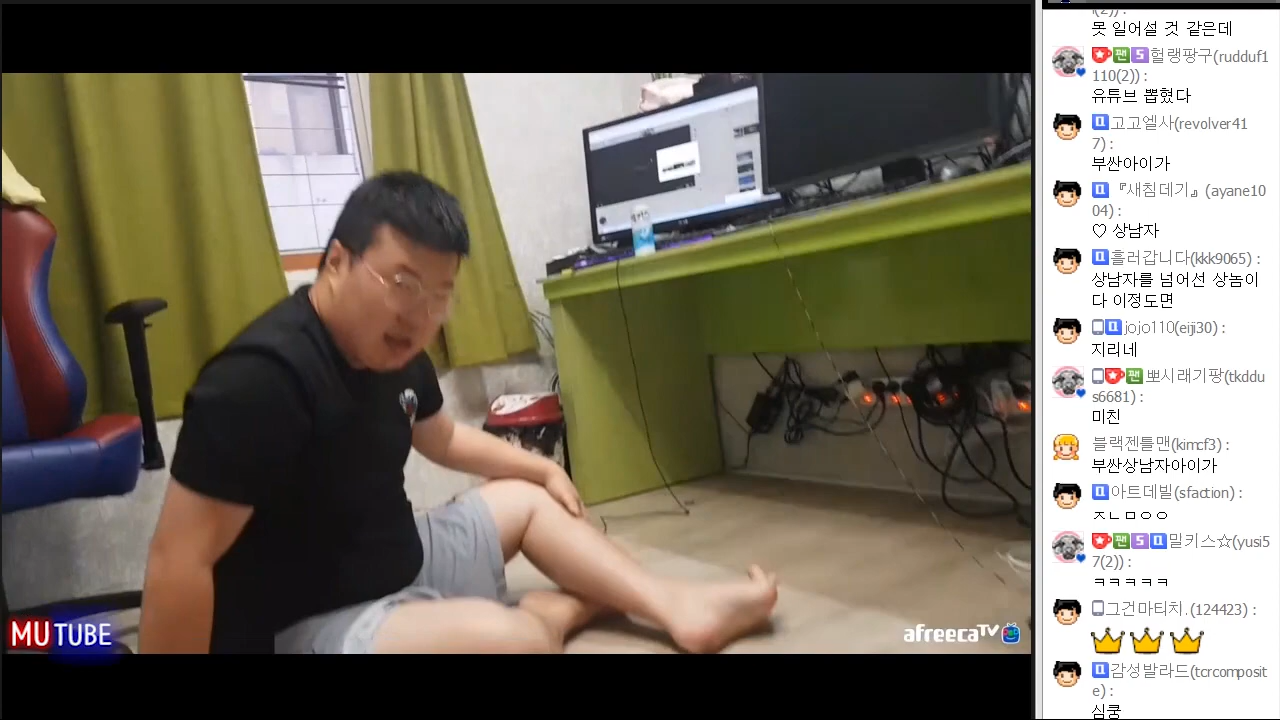 못 일어설 것 같은데
헐랭팡구(rudduf1
110(2)) :
유튜브 뽑혔다
고고엘사(revolver41
7) :
부싼아이가
『새침데기』(ayane10
04) :
♡ 상남자
흘러갑니다(kkk9065) :
상남자를 넘어선 상놈이
다 이정도면
jojo110(eiji30) :
지리네
뽀시래기팡(tkddu
s6681) :
미친
블랙젠틀맨(kimcf3) :
부싼상남자아이가
아트데빌(sfaction) :
ㅈㄴㅁㅇㅇ
밀키스☆(yusi5
7(2)) :
ㅋㅋㅋㅋㅋ
그건마티치.(124423) :
감성발라드(tcrcomposit
e) :
심쿵
MUTUBE
afreecaTV